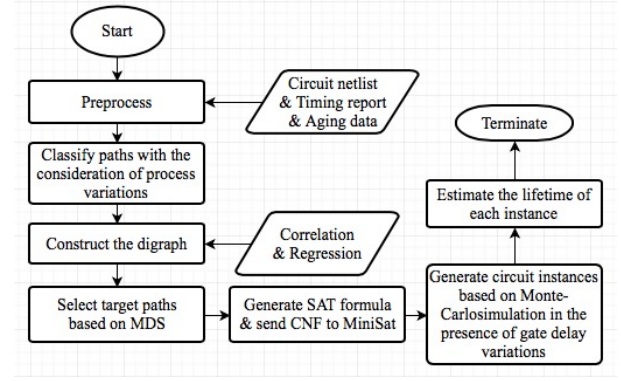 Start
Preprocess
Circuit netlist
& Timing report
& Aging data
Classify paths with the
consideration of process
variations
Construct the digraph
Correlation
& Regression
Select target paths
based on MDS
Generate SAT formula
& send CNF to MiniSat
Generate circuit instances
based on Monte-
Carlosimulation in the
presence of gate delay
variations
Estimate the lifetime of
each instance
Terminate